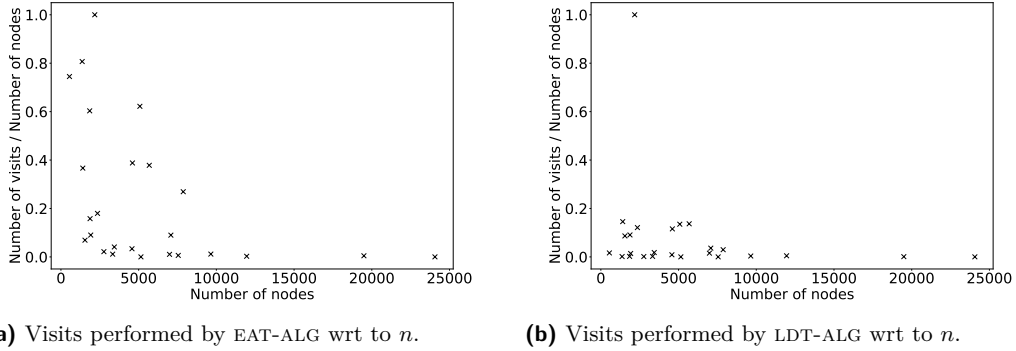 Number of visits / Number of nodes
1.0
0.8
0.6
0.4
0.2
0.0
0 5000 10000 15000 20000 25000
Number of nodes
a) Visits performed by EAT-ALG wrt to n.
Number of visits / Number of nodes
1.0
0.8
0.6
0.4
0.2
0.0
0 5000 10000 15000 20000 25000
Number of nodes
(b) Visits performed by LDT-ALG wrt to n.